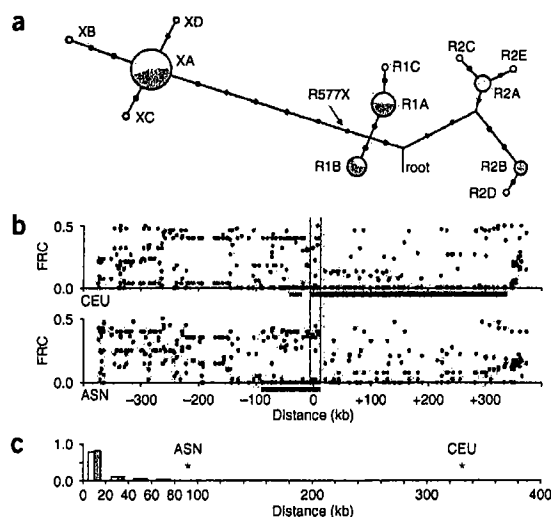 a
XD
XB
XA
XC
R577X
R1C
R1A
R1B
root
R2C
R2E
R2A
R2B
R2D
b
FRC
0.5
0.0
CEU
FRC
0.5
0.0
ASN
−300 −200 −100 0 +100 +200 +300
Distance (kb)
c
1.0
0.5
0.0
ASN
CEU
0 20 40 60 80 100 200 300 400
Distance (kb)